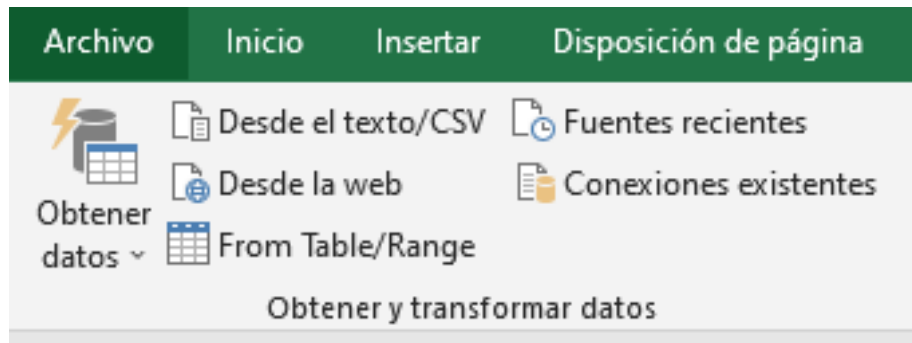 Archivo Inicio Insertar Disposición de página
Desde el texto/CSV Fuentes recientes
Desde la web Conexiones existentes
Obtener
datos
From Table/Range
Obtener y transformar datos